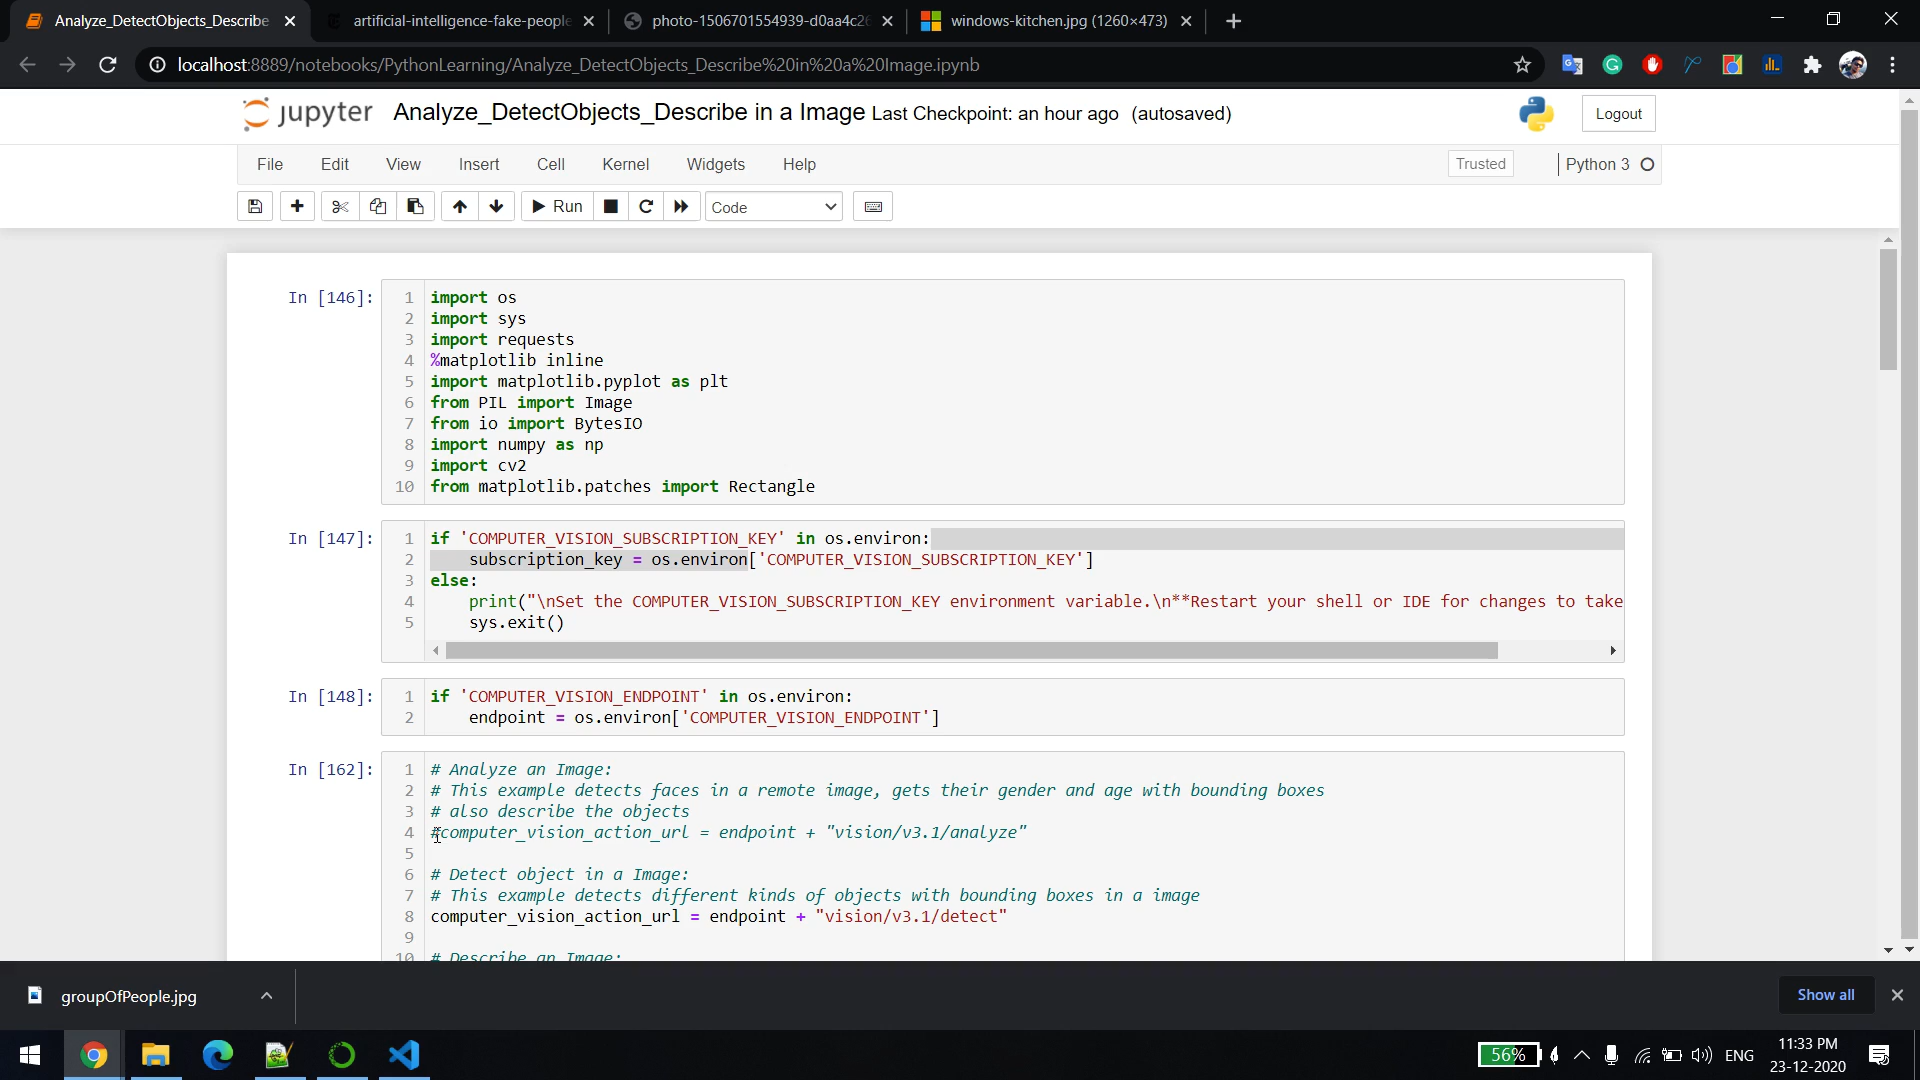 Analyze_DetectObjects_Describe
artificial-intelligence-fake-people
photo-1506701554939-d0aa4c2
windows-kitchen.jpg (1260×473)
localhost:8889/notebooks/PythonLearning/Analyze_DetectObjects_Describe%20in%20a%20Image.ipynb
jupyter Analyze_DetectObjects_Describe in a Image Last Checkpoint: an hour ago (autosaved)
Logout
File Edit View Insert Cell Kernel Widgets Help
Trusted
Python 3
Run
Code
In [146]:
1 import os
2 import sys
3 import requests
4 %matplotlib inline
5 import matplotlib.pyplot as plt
6 from PIL import Image
7 from io import BytesIO
8 import numpy as np
9 import cv2
10 from matplotlib.patches import Rectangle
In [147]:
1 if 'COMPUTER_VISION_SUBSCRIPTION_KEY' in os.environ:
2 subscription_key = os.environ['COMPUTER_VISION_SUBSCRIPTION_KEY']
3 else:
4 print("\nSet the COMPUTER_VISION_SUBSCRIPTION_KEY environment variable.\n**Restart your shell or IDE for changes to take
5 sys.exit()
In [148]:
1 if 'COMPUTER_VISION_ENDPOINT' in os.environ:
2 endpoint = os.environ['COMPUTER_VISION_ENDPOINT']
In [162]:
1 # Analyze an Image:
2 # This example detects faces in a remote image, gets their gender and age with bounding boxes
3 # also describe the objects
4 #computer_vision_action_url = endpoint + "vision/v3.1/analyze"
5
6 # Detect object in a Image:
7 # This example detects different kinds of objects with bounding boxes in a image
8 computer_vision_action_url = endpoint + "vision/v3.1/detect"
9
10 # Describe an Image:
groupOfPeople.jpg
Show all
56%
ENG
11:33 PM
23-12-2020